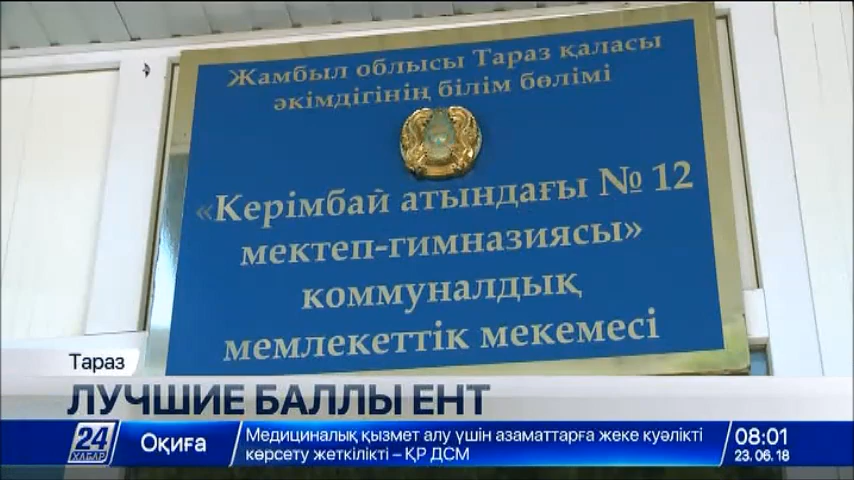 Жамбыл облысы Тараз қаласы
әкімдігінің білім бөлімі
«Керімбай атындағы № 12
мектеп-гимназиясы»
коммуналдық
мемлекеттік мекемесі
Тараз
ЛУЧШИЕ БАЛЛЫ ЕНТ
24
ХАБАР
Оқиға
Медициналық қызмет алу үшін азаматтарға жеке куәлікті
көрсету жеткілікті – ҚР ДСМ
08:01
23.06.18